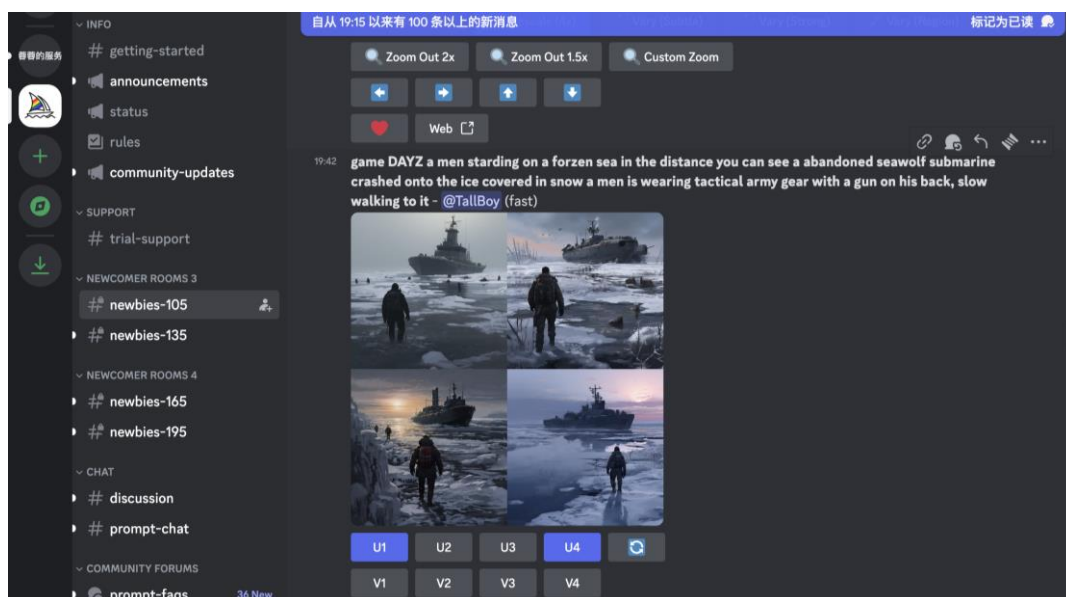 INFO
getting-started
announcements
status
rules
community-updates
SUPPORT
trial-support
NEWCOMER ROOMS 3
newbies-105
newbies-135
NEWCOMER ROOMS 4
newbies-165
newbies-195
CHAT
discussion
prompt-chat
COMMUNITY FORUMS
prompt-faqs 36 New
自从 19:15 以来有 100 条以上的新消息 标记为已读
Zoom Out 2x Zoom Out 1.5x Custom Zoom
Web
19:42 game DAYZ a men starding on a forzen sea in the distance you can see a abandoned seawolf submarine
crashed onto the ice covered in snow a men is wearing tactical army gear with a gun on his back, slow
walking to it - @TallBoy (fast)
U1 U2 U3 U4
V1 V2 V3 V4